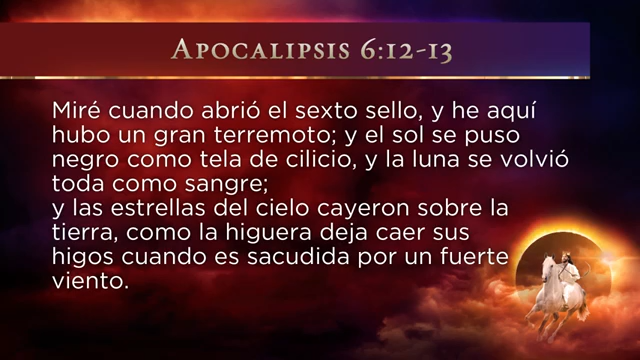 Apocalipsis 6:12-13
Miré cuando abrió el sexto sello, y he aquí
hubo un gran terremoto; y el sol se puso
negro como tela de cilicio, y la luna se volvió
toda como sangre;
y las estrellas del cielo cayeron sobre la
tierra, como la higuera deja caer sus
higos cuando es sacudida por un fuerte
viento.